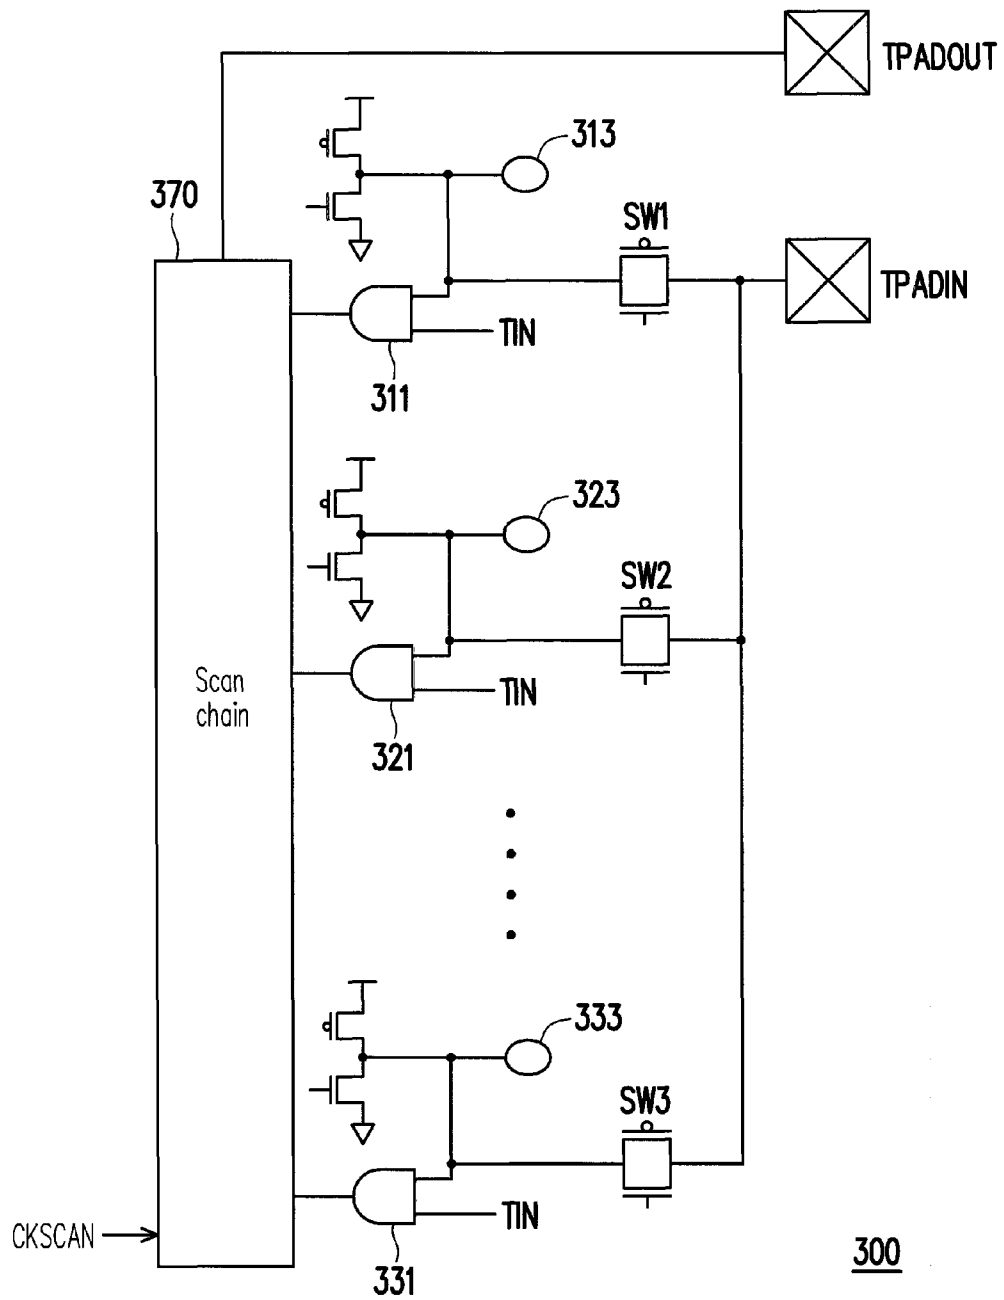 TPADOUT
313
370
SW1
TPADIN
TIN
311
323
SW2
Scan
chain
TIN
321
333
SW3
TIN
CKSCAN
331
300